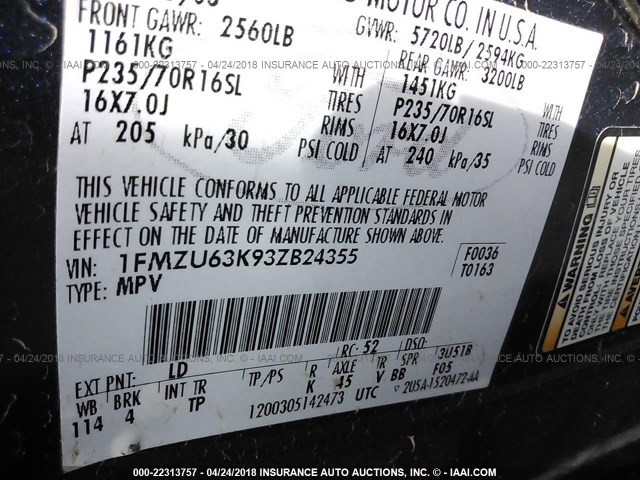 MOTOR CO. IN U.S.A.
FRONT GAWR: 2560LB
1161KG
P235/70R16SL WITH
16X7.0J TIRES
RIMS
AT 205 kPa/30 PSI COLD
GVWR: 5720LB/2594KG
REAR GAWR: 3200LB
1451KG WITH
P235/70R16SL TIRES
16X7.0J RIMS
AT 240 kPa/35 PSI COLD
THIS VEHICLE CONFORMS TO ALL APPLICABLE FEDERAL MOTOR
VEHICLE SAFETY AND THEFT PREVENTION STANDARDS IN
EFFECT ON THE DATE OF MANUFACTURE SHOWN ABOVE.
VIN: 1FMZU63K93ZB24355
TYPE: MPV
F0036
T0163
RC: 52 DSO:
EXT PNT: LD 3U51B
WB BRK INT TR TP/PS R AXLE TR SPR F05
114 4 TP K 45 V BB
1200305142473 UTC 2U5A-1520472-AA
000-22313757 - 04/24/2018 INSURANCE AUTO AUCTIONS - © IAAI.COM